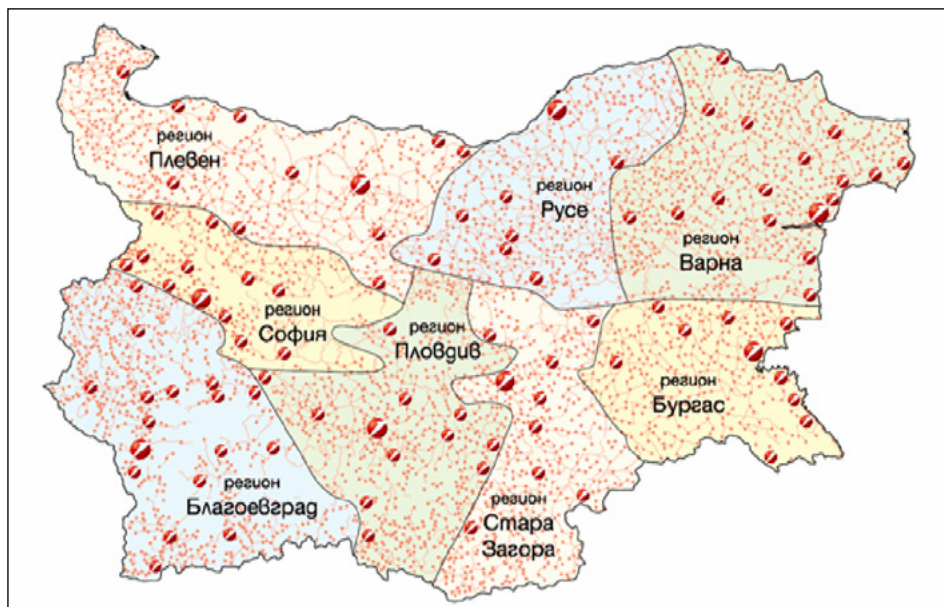 регион
Плевен
регион
Русе
регион
Варна
регион
София
регион
Пловдив
регион
Бургас
регион
Благоевград
регион
Стара
Загора